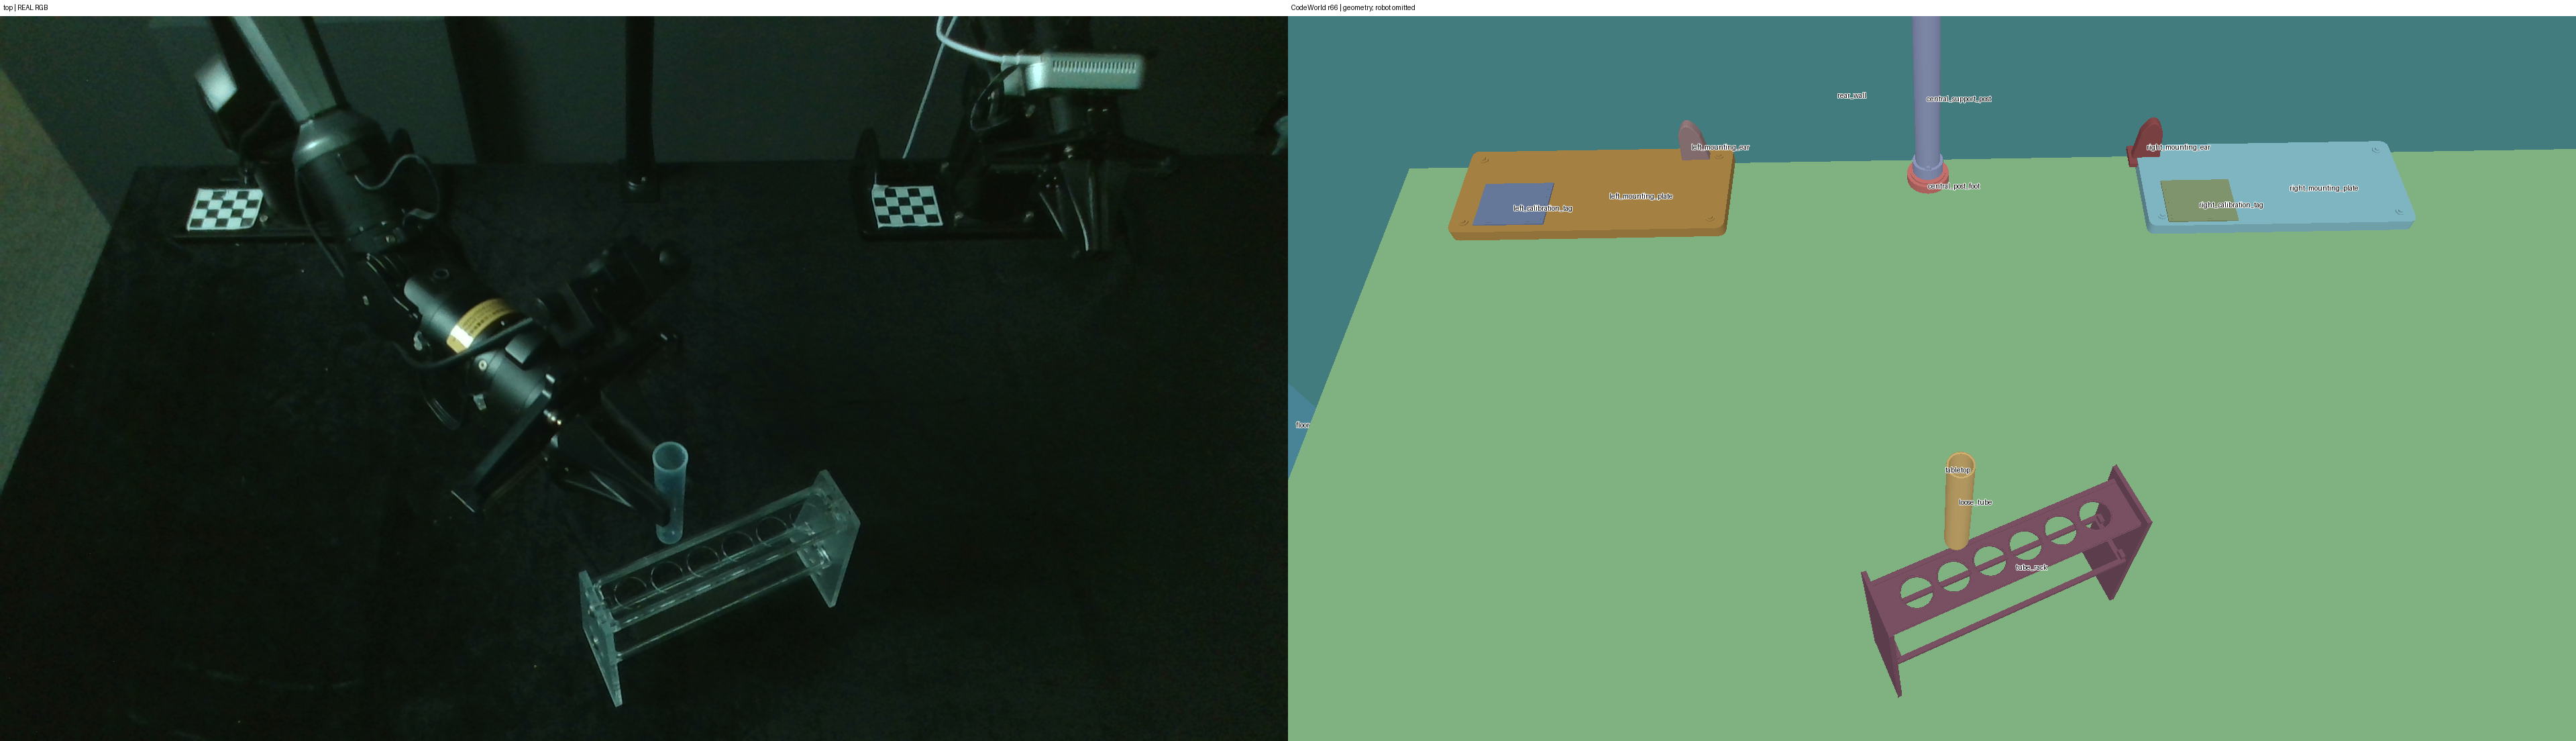 top | REAL RGB
CodeWorld r66 | geometry; robot omitted
rear_wall
central_support_post
left_mounting_ear
right_mounting_ear
central_post_foot
right_mounting_plate
left_mounting_plate
left_calibration_tag
right_calibration_tag
floor
tabletop
loose_tube
tube_rack